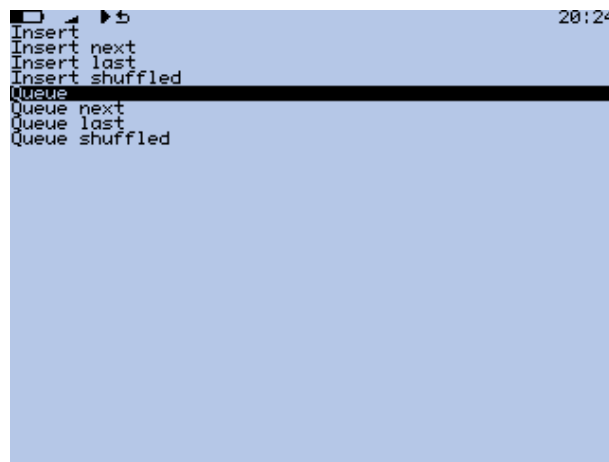 20:24
Insert
Insert next
Insert last
Insert shuffled
Queue
Queue next
Queue last
Queue shuffled